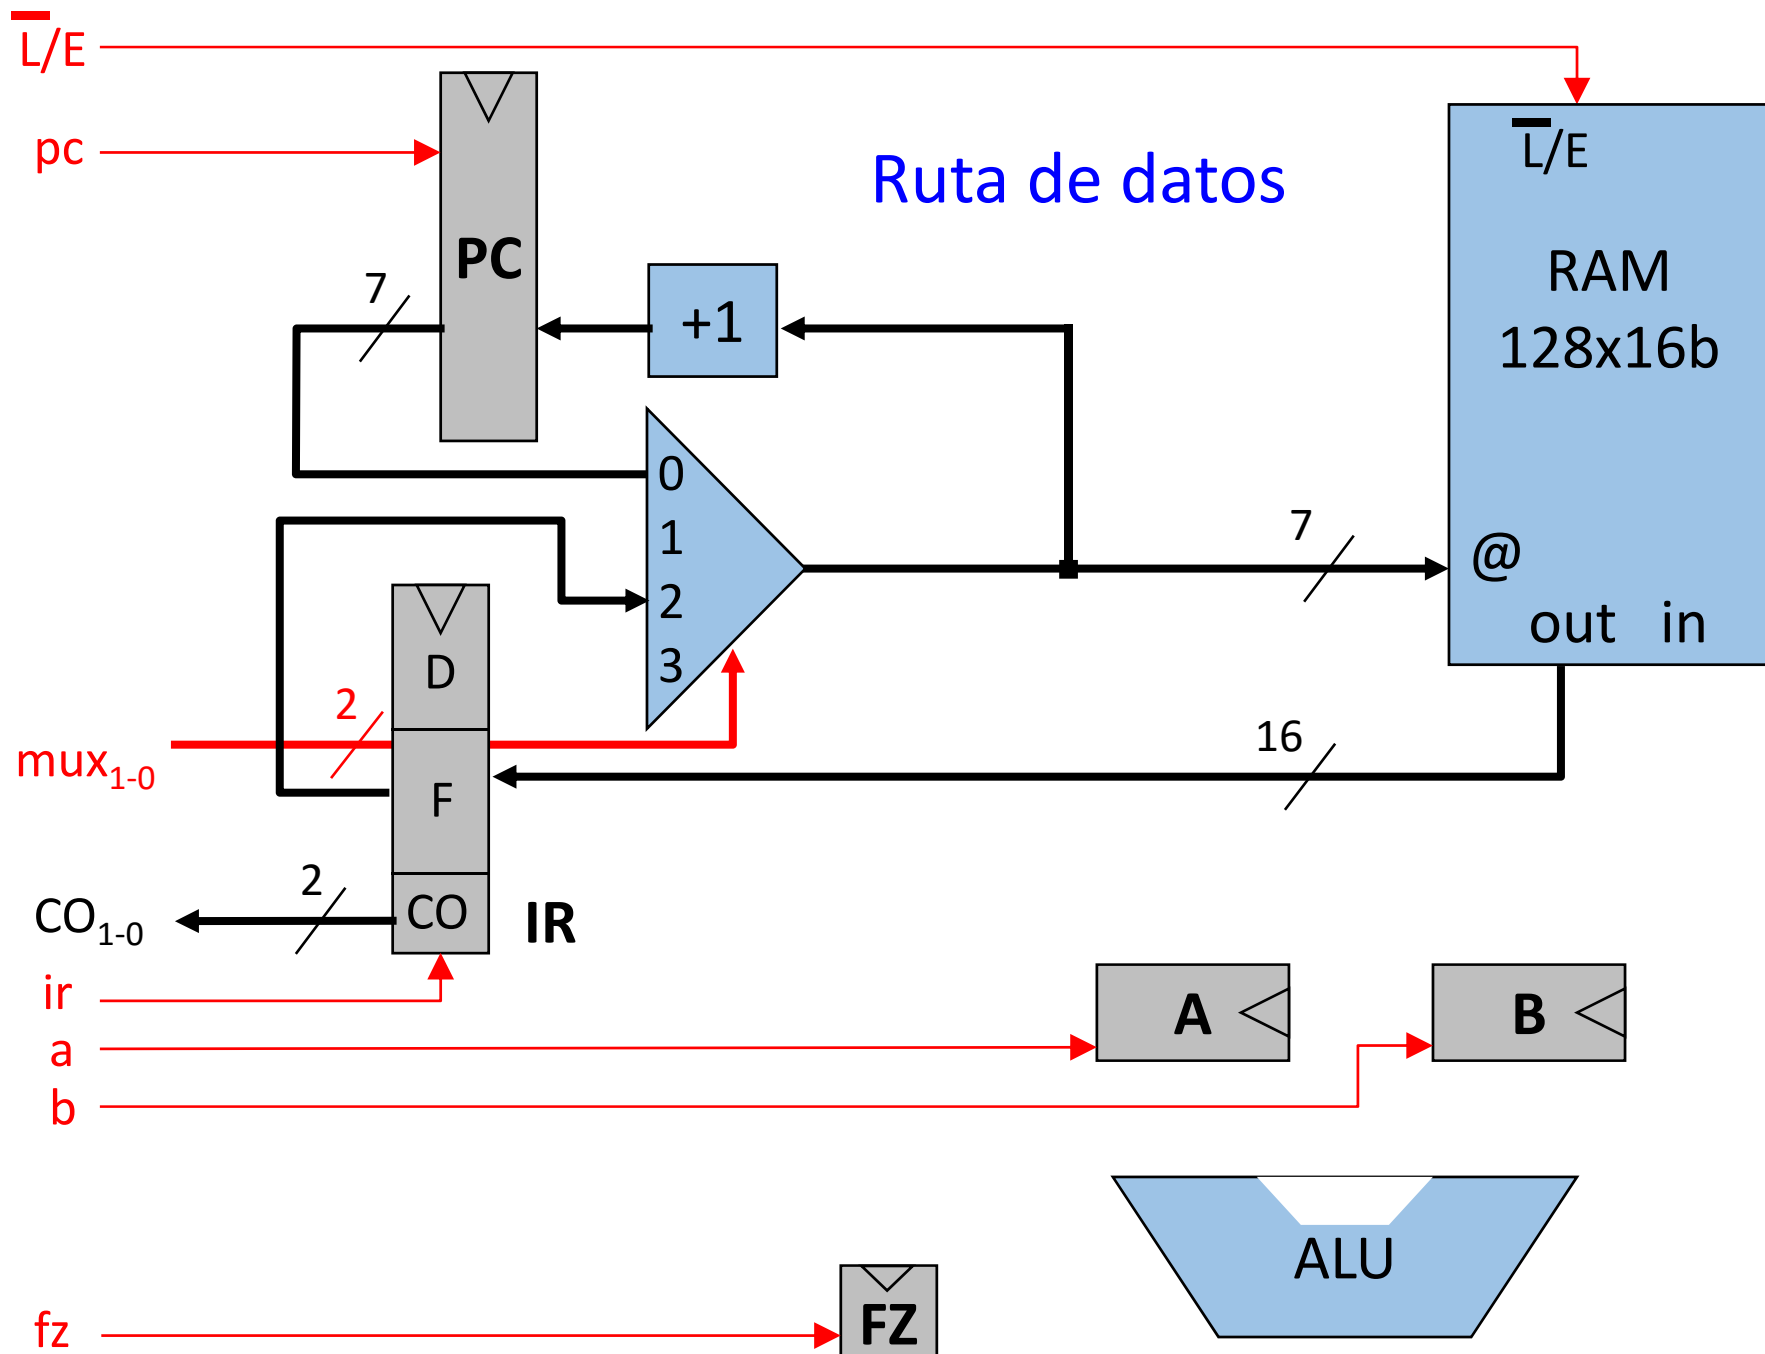 L̅/E
pc
PC
7
+1
Ruta de datos
L̅/E
RAM
128x16b
@
out in
0
1
2
3
7
16
D
F
CO
IR
2
mux₁₋₀
2
CO₁₋₀
ir
a
b
A
B
ALU
FZ
fz